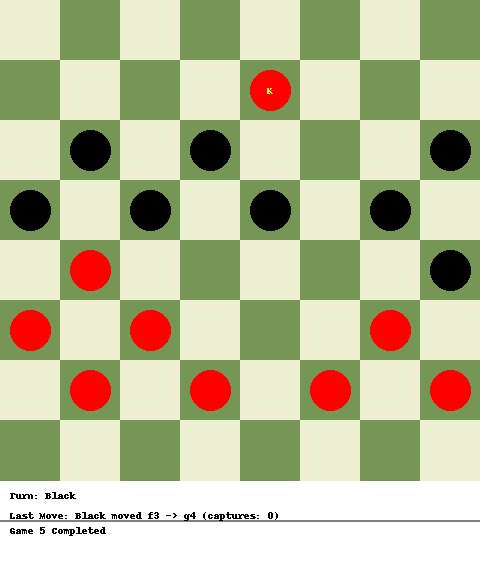 K
Turn: Black
Last Move: Black moved f3 -> g4 (captures: 0)
Game 5 Completed